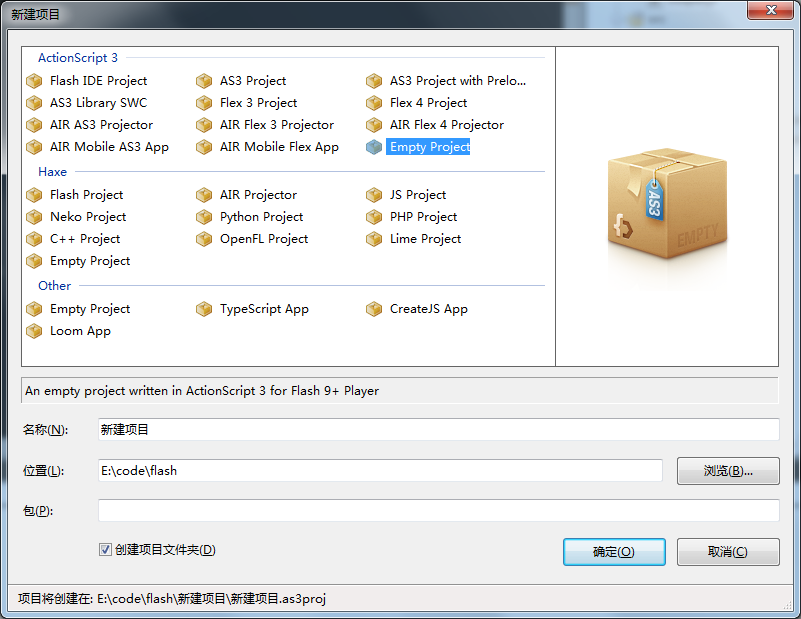 新建项目
ActionScript 3
Flash IDE Project AS3 Project AS3 Project with Prelo...
AS3 Library SWC Flex 3 Project Flex 4 Project
AIR AS3 Projector AIR Flex 3 Projector AIR Flex 4 Projector
AIR Mobile AS3 App AIR Mobile Flex App Empty Project
Haxe
Flash Project AIR Projector JS Project
Neko Project Python Project PHP Project
C++ Project OpenFL Project Lime Project
Empty Project
Other
Empty Project TypeScript App CreateJS App
Loom App
AS3
EMPTY
An empty project written in ActionScript 3 for Flash 9+ Player
名称(N): 新建项目
位置(L): E:\code\flash 浏览(B)...
包(P):
创建项目文件夹(D) 确定(O) 取消(C)
项目将创建在: E:\code\flash\新建项目\新建项目.as3proj